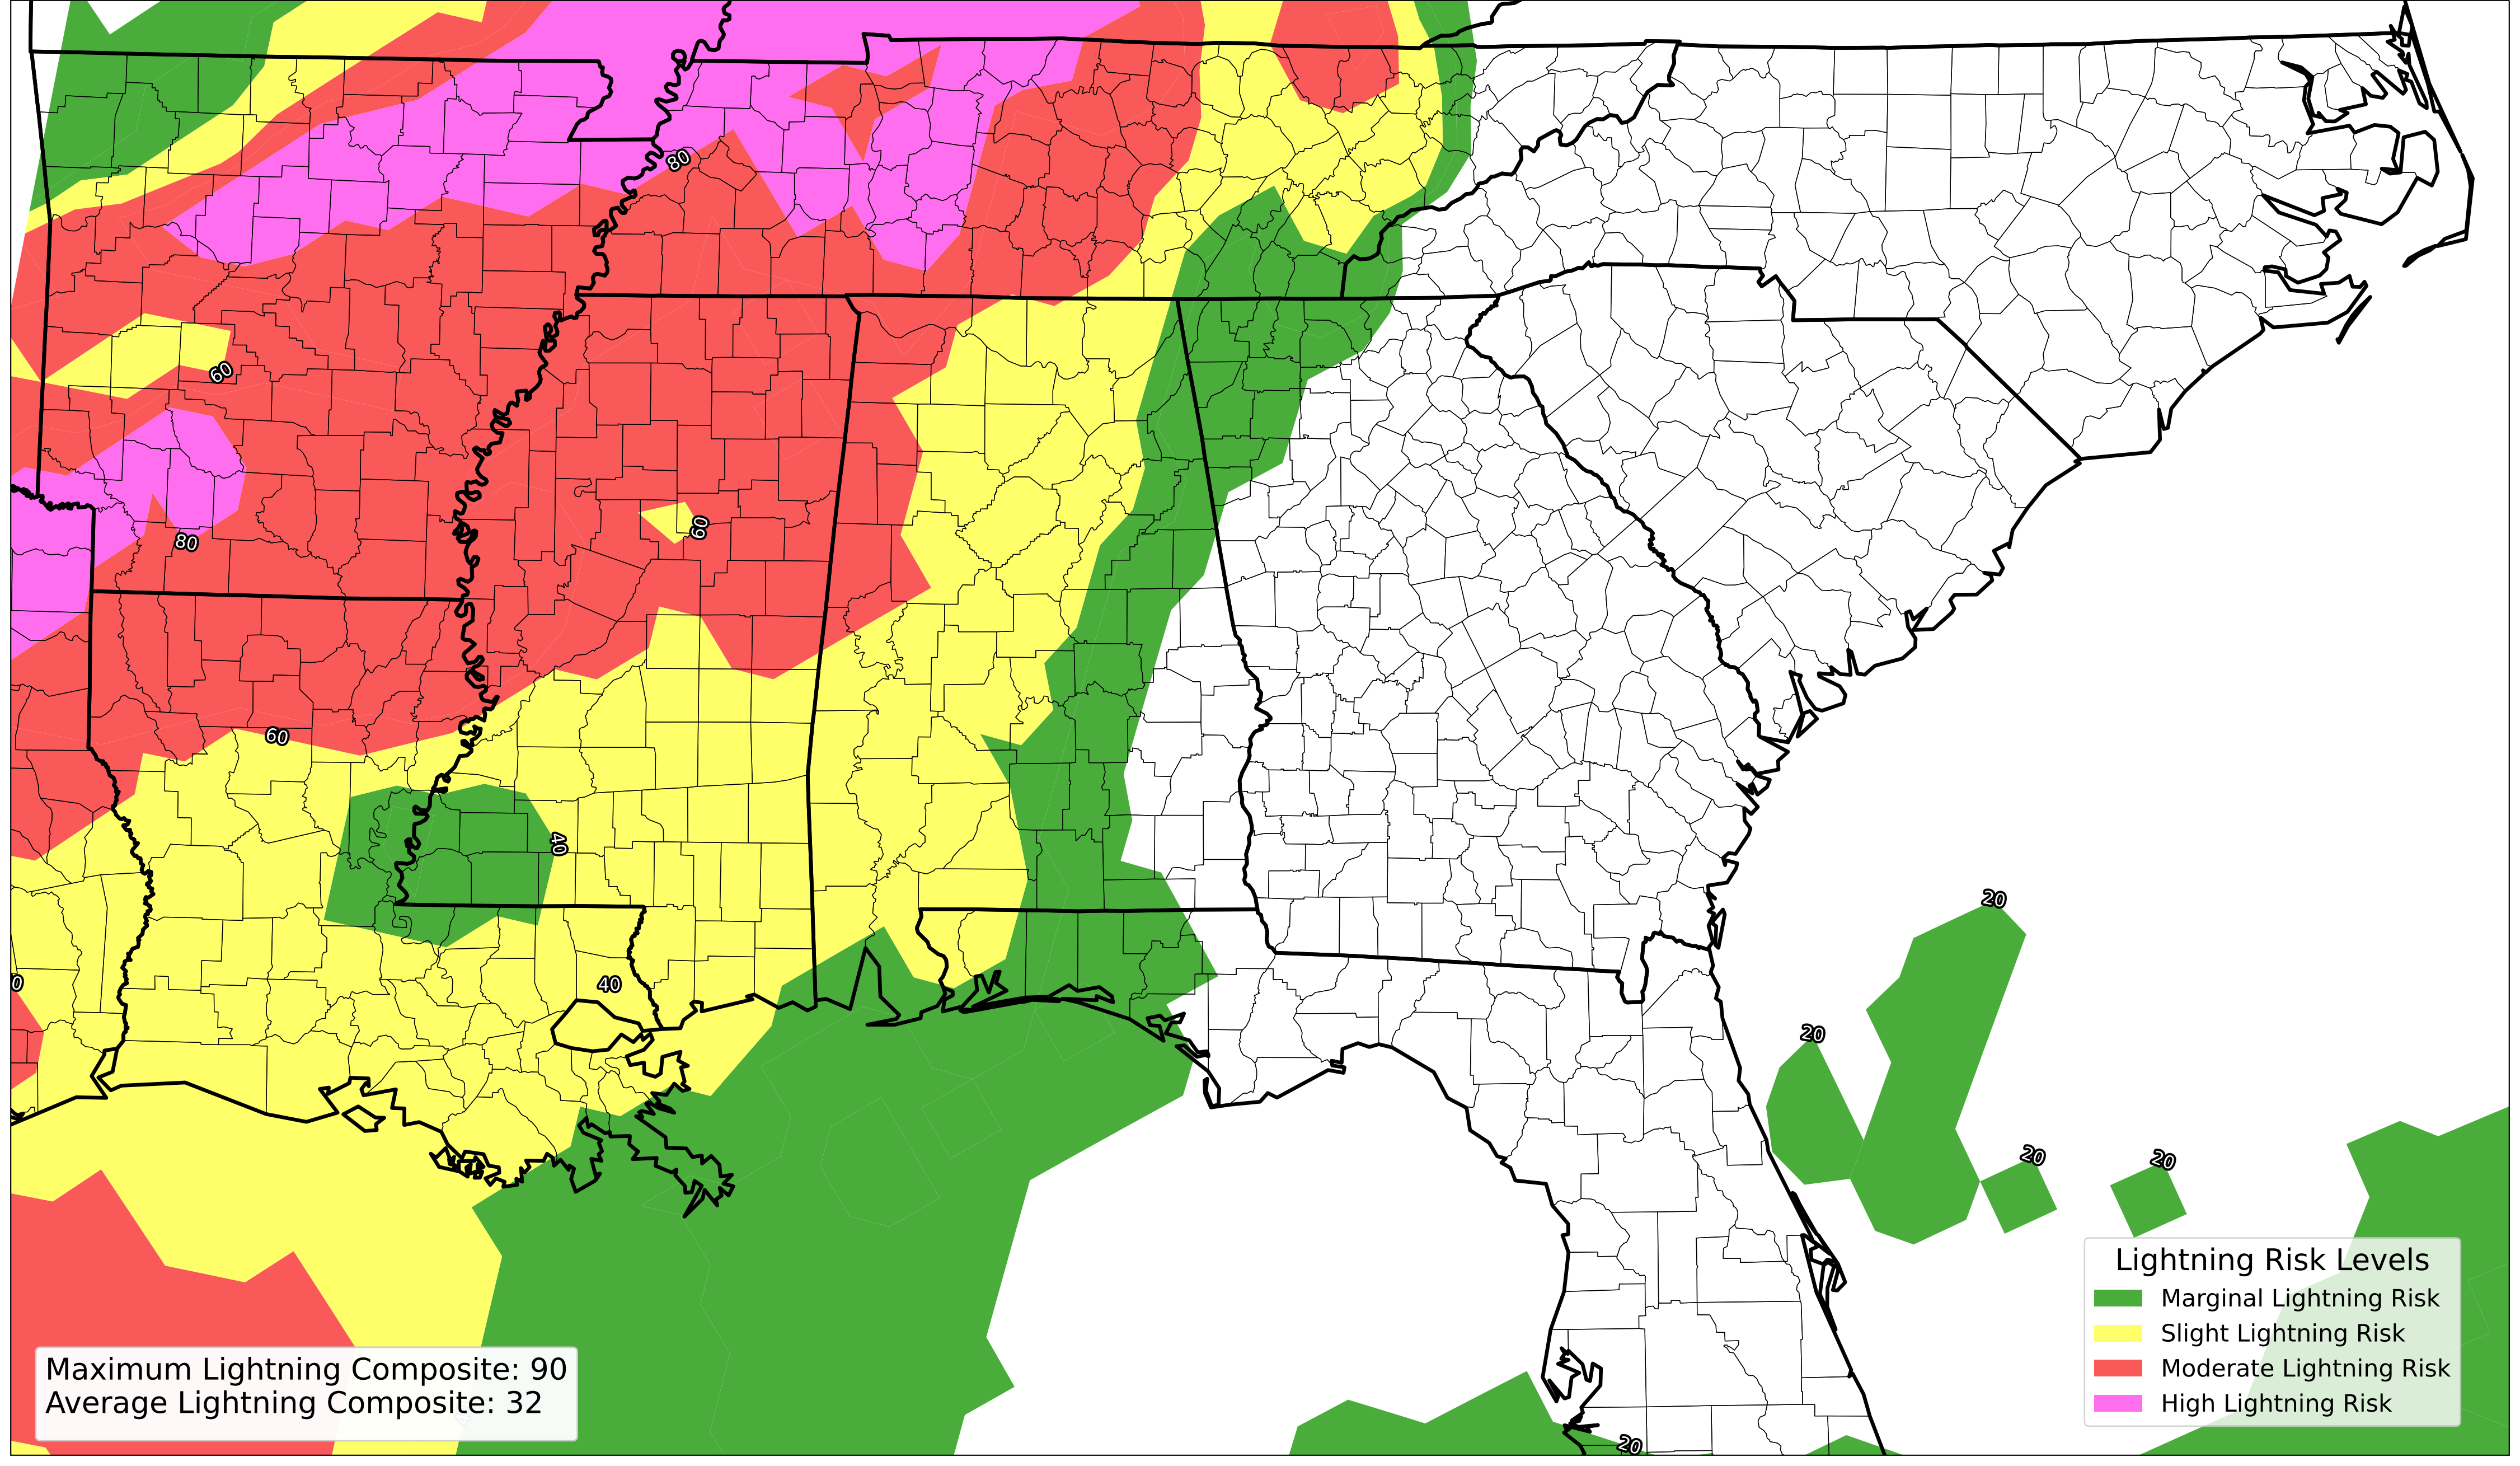 80
60
60
80
60
40
20
0
40
20
20
20
Lightning Risk Levels
Marginal Lightning Risk
Slight Lightning Risk
Moderate Lightning Risk
High Lightning Risk
Maximum Lightning Composite: 90
Average Lightning Composite: 32
20